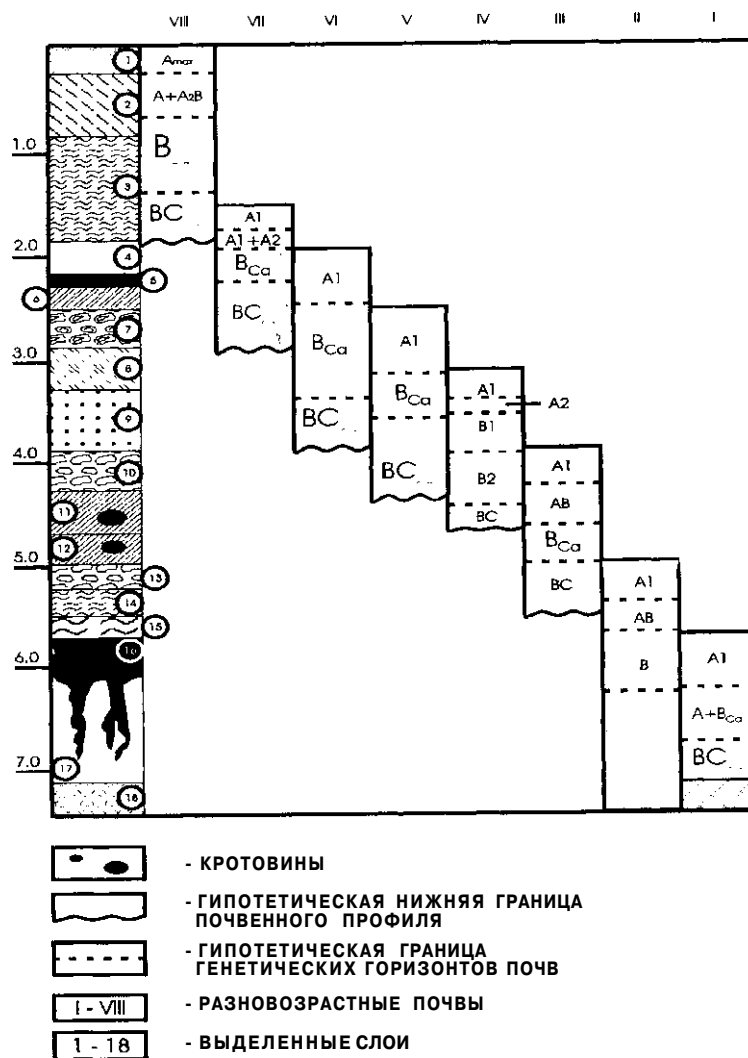 VIII VII VI V IV III II I
1 Aпах
2 A+A2B
1.0 B
3
BC A1
2.0 4 A1+A2
5 BCa A1
6
7 BC A1
3.0 8 BCa A1
BCa A2
9 BC B1
4.0 A1
10 BC B2
11 BC AB
12 BCa
5.0 13 BC A1
14
15 AB
6.0 16 B A1
A+BCa
7.0 17 BC
18
- КРОТОВИНЫ
- ГИПОТЕТИЧЕСКАЯ НИЖНЯЯ ГРАНИЦА
ПОЧВЕННОГО ПРОФИЛЯ
- ГИПОТЕТИЧЕСКАЯ ГРАНИЦА
ГЕНЕТИЧЕСКИХ ГОРИЗОНТОВ ПОЧВ
I - VIII - РАЗНОВОЗРАСТНЫЕ ПОЧВЫ
1 - 18 - ВЫДЕЛЕННЫЕ СЛОИ